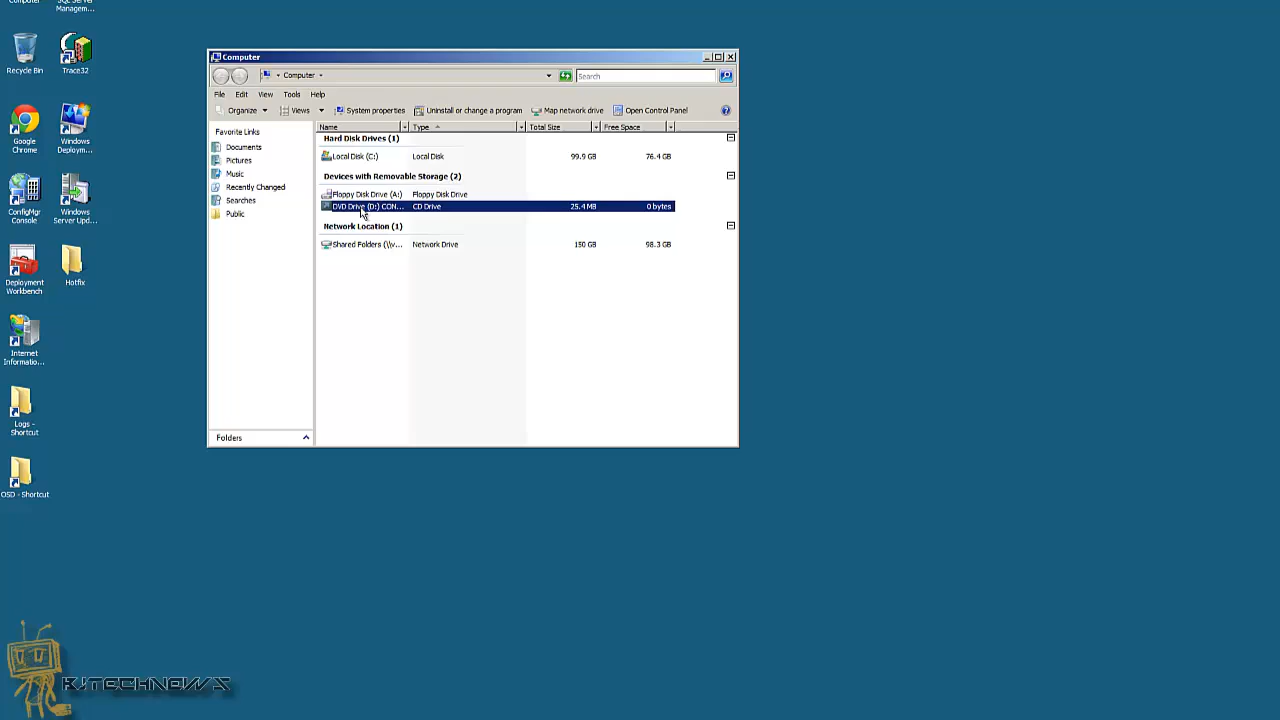 Computer
SQL Server
Managem...
Recycle Bin
Trace32
Google
Chrome
Windows
Deploym...
ConfigMgr
Console
Windows
Server Upd...
Deployment
Workbench
Hotfix
Internet
Informatio...
Logs -
Shortcut
OSD - Shortcut
Computer
Computer
Search
File Edit View Tools Help
Organize Views System properties Uninstall or change a program Map network drive Open Control Panel
Favorite Links
Documents
Pictures
Music
Recently Changed
Searches
Public
Folders
Name Type Total Size Free Space
Hard Disk Drives (1)
Local Disk (C:) Local Disk 99.9 GB 76.4 GB
Devices with Removable Storage (2)
Floppy Disk Drive (A:) Floppy Disk Drive
DVD Drive (D:) CON... CD Drive 25.4 MB 0 bytes
Network Location (1)
Shared Folders (\\v... Network Drive 150 GB 98.3 GB
BJTECHNEWS